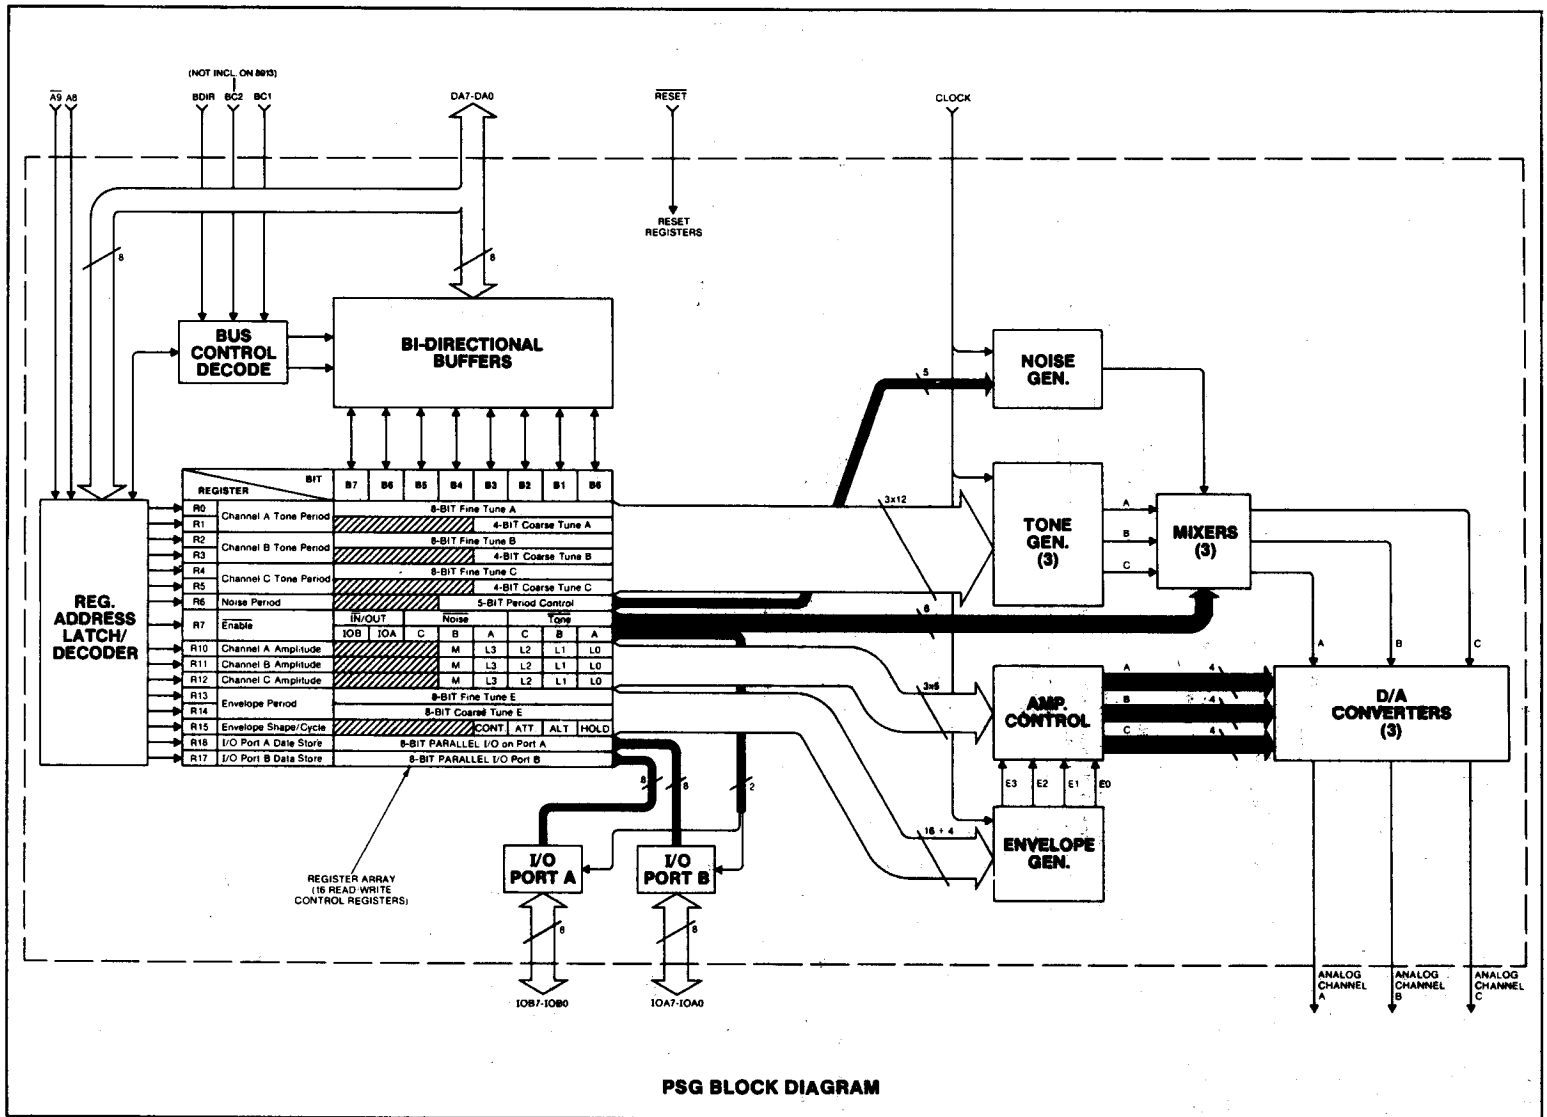 (NOT INCL. ON 8913)
A9 A8 BDIR BC2 BC1 DA7-DA0 RESET CLOCK
8 8
RESET
REGISTERS
BUS
CONTROL
DECODE
BI-DIRECTIONAL
BUFFERS
NOISE
GEN.
5
REGISTER BIT B7 B6 B5 B4 B3 B2 B1 B6
R0 Channel A Tone Period 8-BIT Fine Tune A
R1 4-BIT Coarse Tune A
R2 Channel B Tone Period 8-BIT Fine Tune B
R3 4-BIT Coarse Tune B
R4 Channel C Tone Period 8-BIT Fine Tune C
R5 4-BIT Coarse Tune C
R6 Noise Period 5-BIT Period Control
R7 Enable IN/OUT Noise Tone
IOB IOA C B A C B A
R10 Channel A Amplitude M L3 L2 L1 L0
R11 Channel B Amplitude M L3 L2 L1 L0
R12 Channel C Amplitude M L3 L2 L1 L0
R13 Envelope Period 8-BIT Fine Tune E
R14 8-BIT Coarse Tune E
R15 Envelope Shape/Cycle CONT. ATT ALT HOLD
R18 I/O Port A Date Store 8-BIT PARALLEL I/O on Port A
R17 I/O Port B Data Store 8-BIT PARALLEL I/O Port B
REG.
ADDRESS
LATCH/
DECODER
3x12
TONE
GEN.
(3)
A
B
C
MIXERS
(3)
6
A B C
3x5
AMP.
CONTROL
A 4
B 4
C 4
D/A
CONVERTERS
(3)
E3 E2 E1 E0
8 8 2
16 + 4
ENVELOPE
GEN.
I/O
PORT A
I/O
PORT B
REGISTER ARRAY
(16 READ-WRITE
CONTROL REGISTERS)
8 8
IOB7-IOB0 IOA7-IOA0
ANALOG
CHANNEL
A
ANALOG
CHANNEL
B
ANALOG
CHANNEL
C
PSG BLOCK DIAGRAM